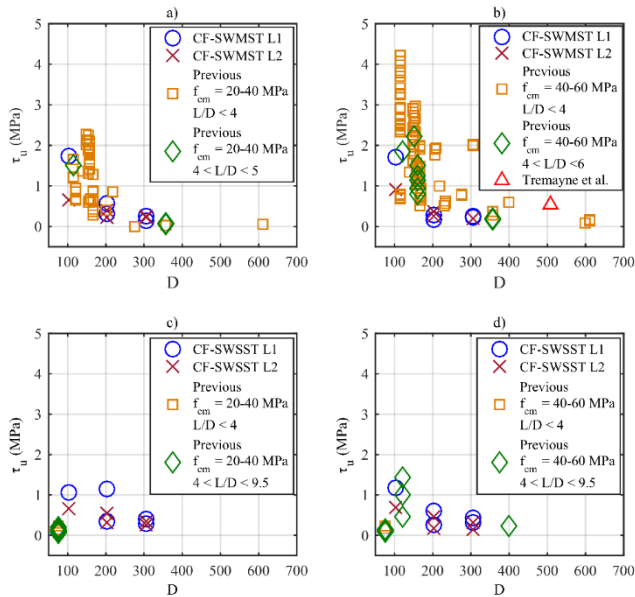 a)
τu (MPa)
5
4
3
2
1
0
100 200 300 400 500 600 700
D
CF-SWMST L1
CF-SWMST L2
Previous
fcm = 20-40 MPa
L/D < 4
Previous
fcm = 20-40 MPa
4 < L/D < 5
b)
τu (MPa)
5
4
3
2
1
0
100 200 300 400 500 600 700
D
CF-SWMST L1
CF-SWMST L2
Previous
fcm = 40-60 MPa
L/D < 4
Previous
fcm = 40-60 MPa
4 < L/D <6
Tremayne et al.
c)
τu (MPa)
5
4
3
2
1
0
100 200 300 400 500 600 700
D
CF-SWSST L1
CF-SWSST L2
Previous
fcm = 20-40 MPa
L/D < 4
Previous
fcm = 20-40 MPa
4 < L/D < 9.5
d)
τu (MPa)
5
4
3
2
1
0
100 200 300 400 500 600 700
D
CF-SWSST L1
CF-SWSST L2
Previous
fcm = 40-60 MPa
L/D < 4
Previous
fcm = 40-60 MPa
4 < L/D < 9.5